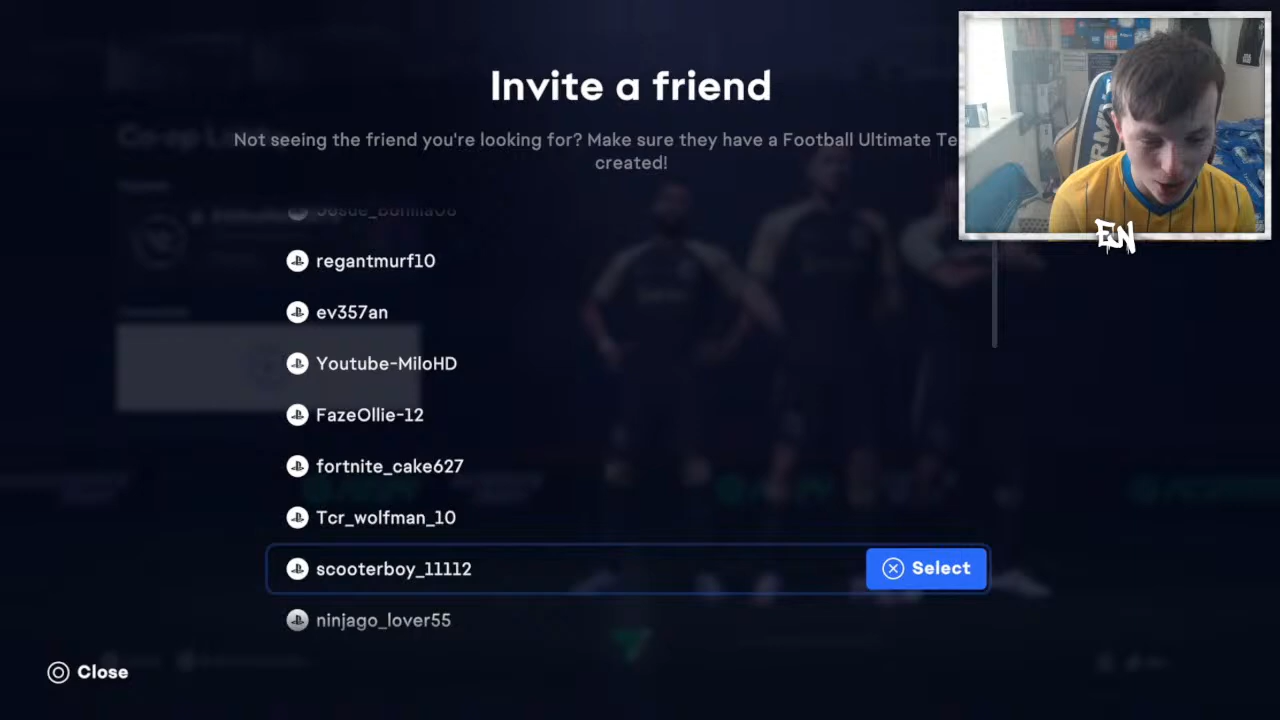 Invite a friend
Not seeing the friend you're looking for? Make sure they have a Football Ultimate Te
created!
regantmurf10
ev357an
Youtube-MiloHD
FazeOllie-12
fortnite_cake627
Tcr_wolfman_10
scooterboy_11112
Select
ninjago_lover55
Close
EN